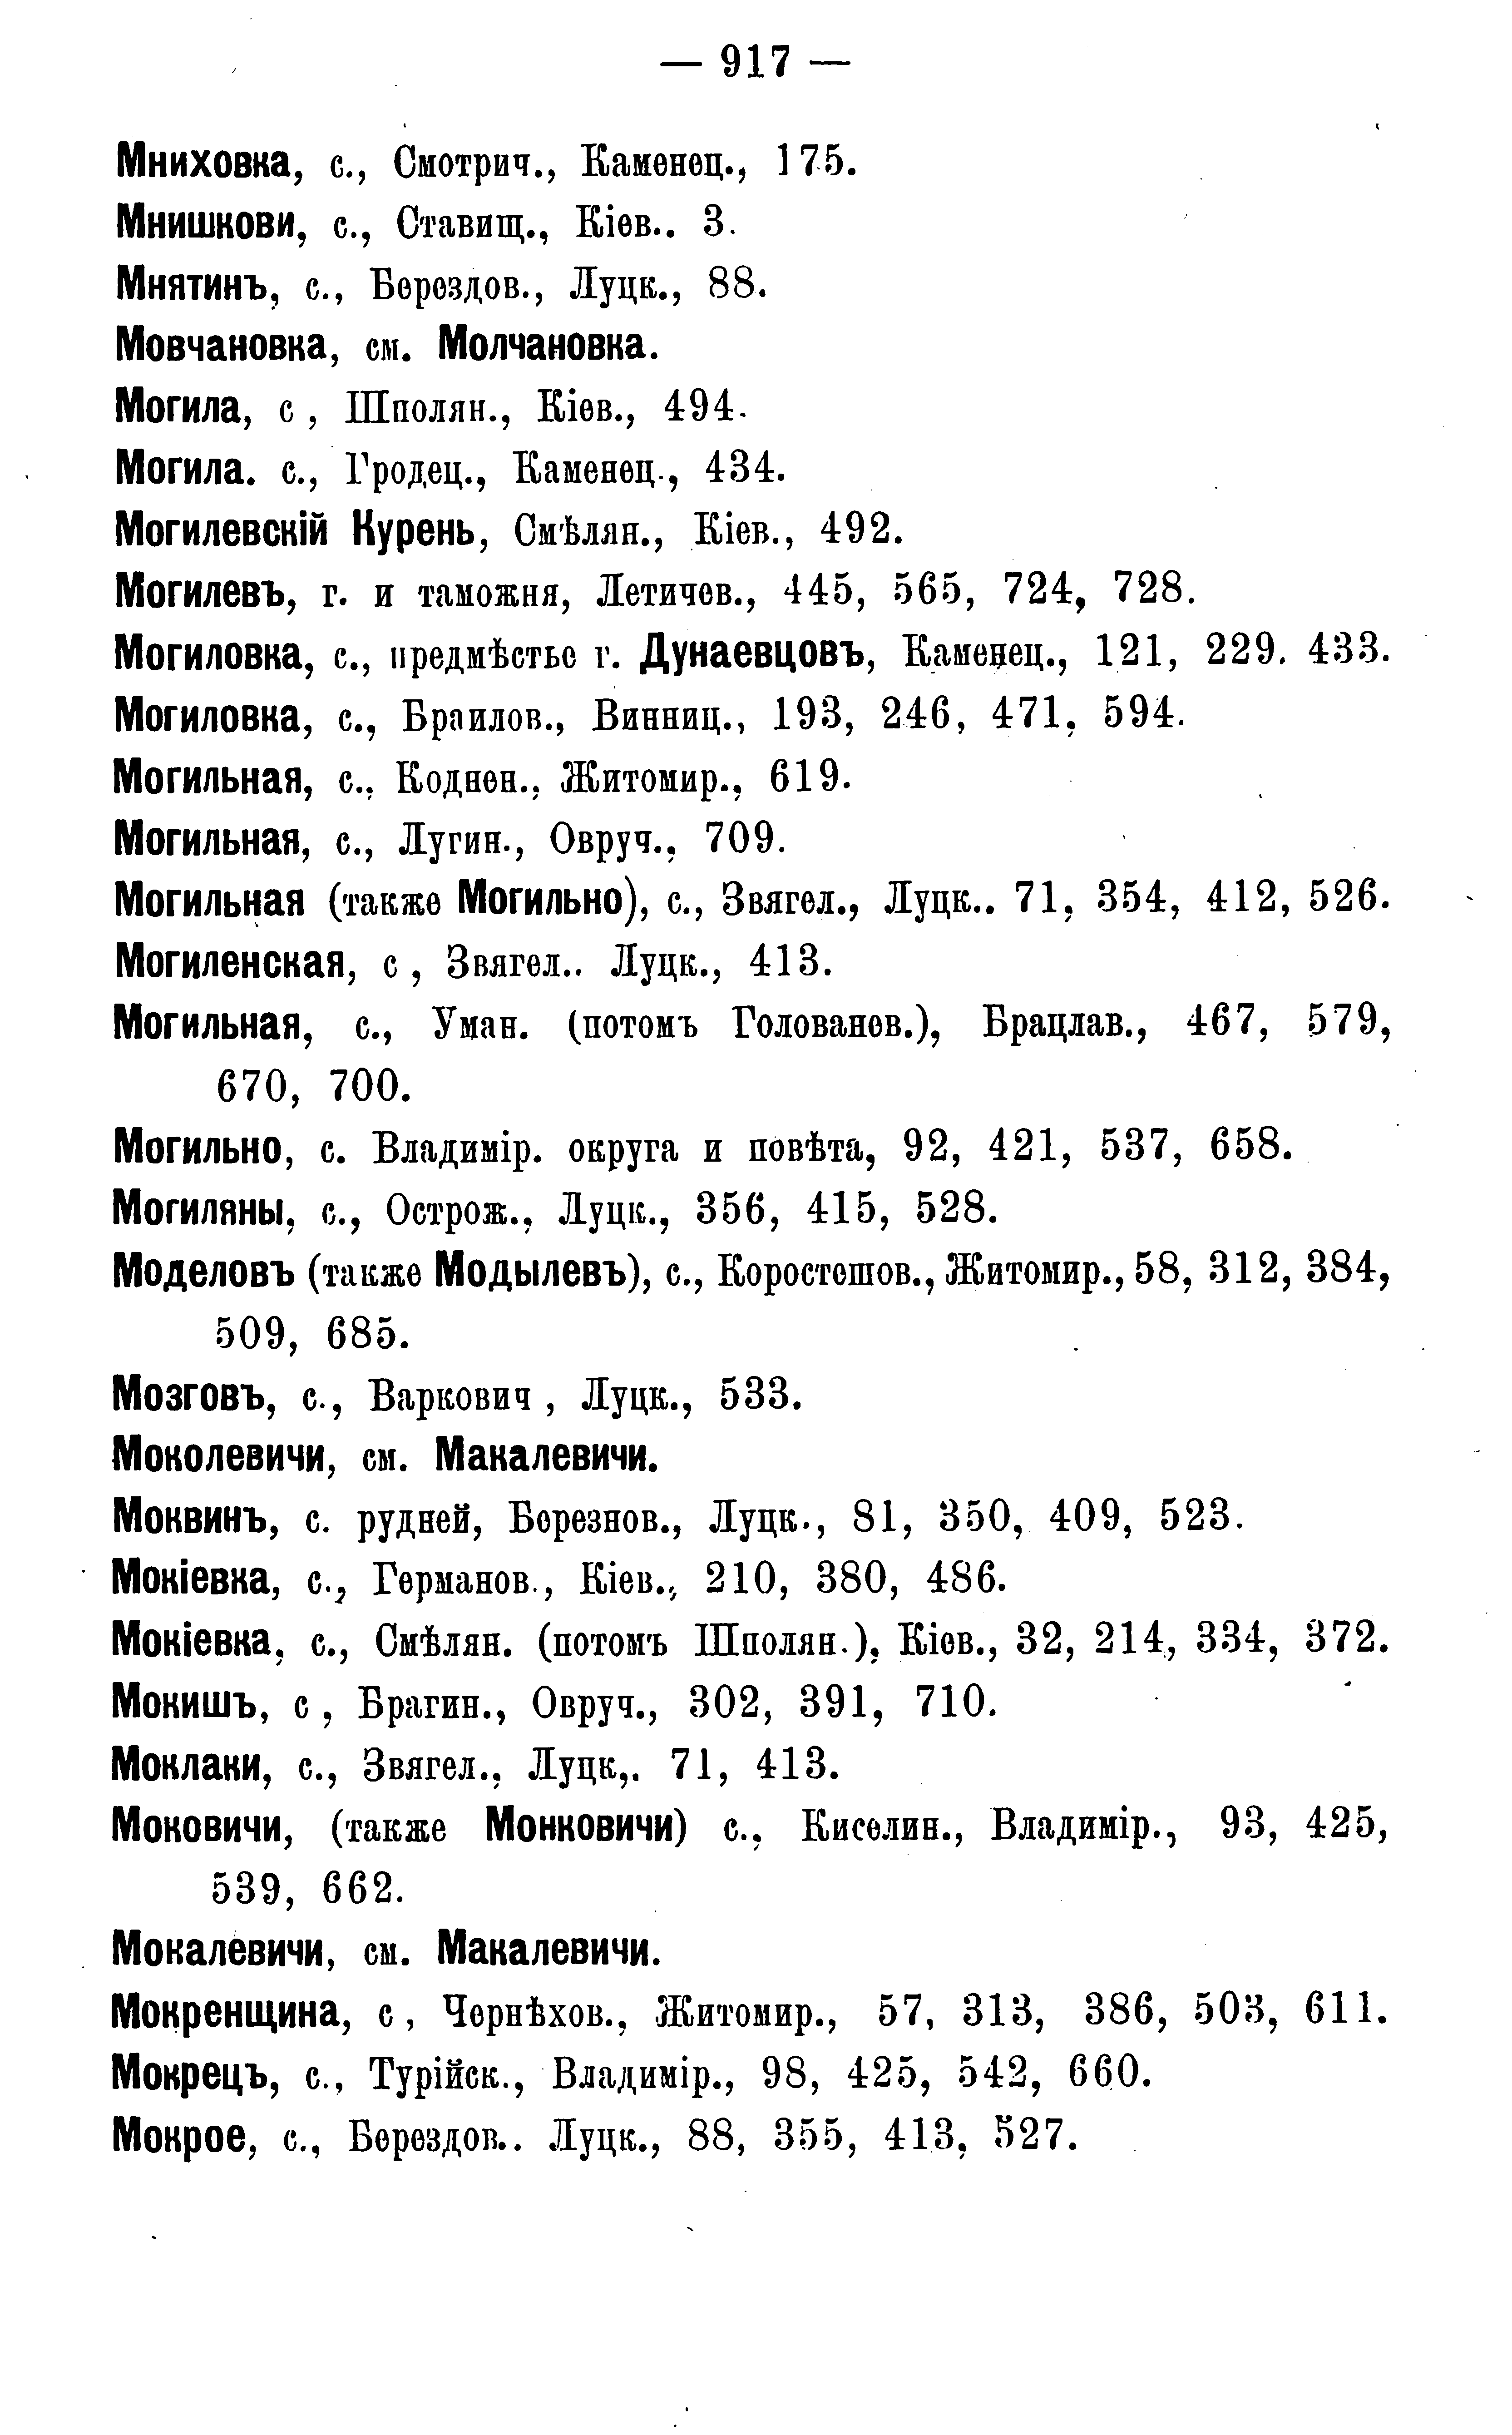 — 917 —
Мниховка, с., Смотрич., Каменец., 175.
Мнишкови, с., Ставищ., Кіев.. 3.
Мнятинъ, с., Берездов., Луцк., 88.
Мовчановка, см. Молчановка.
Могила, с , Шполян., Кіев., 494.
Могила. с., Гродец., Каменец., 434.
Могилевскій Курень, Смѣлян., Кіев., 492.
Могилевъ, г. и таможня, Летичев., 445, 565, 724, 728.
Могиловка, с., предмѣстье г. Дунаевцовъ, Каменец., 121, 229. 433.
Могиловка, с., Браилов., Винниц., 193, 246, 471, 594.
Могильная, с., Коднен., Житомир., 619.
Могильная, с., Лугин., Овруч., 709.
Могильная (также Могильно), с., Звягел., Луцк.. 71, 354, 412, 526.
Могиленская, с , Звягел.. Луцк., 413.
Могильная, с., Уман. (потомъ Голованев.), Брацлав., 467, 579,
670, 700.
Могильно, с. Владимір. округа и повѣта, 92, 421, 537, 658.
Могиляны, с., Острож., Луцк., 356, 415, 528.
Моделовъ (также Модылевъ), с., Коростешов., Житомир., 58, 312, 384,
509, 685.
Мозговъ, с., Варкович , Луцк., 533.
Моколевичи, см. Макалевичи.
Моквинъ, с. рудней, Березнов., Луцк., 81, 350, 409, 523.
Мокіевка, с., Германов., Кіев., 210, 380, 486.
Мокіевка, с., Смѣлян. (потомъ Шполян.), Кіев., 32, 214, 334, 372.
Мокишъ, с , Брагин., Овруч., 302, 391, 710.
Моклаки, с., Звягел., Луцк,. 71, 413.
Моковичи, (также Монковичи) с., Киселин., Владимір., 93, 425,
539, 662.
Мокалевичи, см. Макалевичи.
Мокренщина, с , Чернѣхов., Житомир., 57, 313, 386, 503, 611.
Мокрецъ, с., Турійск., Владимір., 98, 425, 542, 660.
Мокрое, с., Берездов.. Луцк., 88, 355, 413, 527.